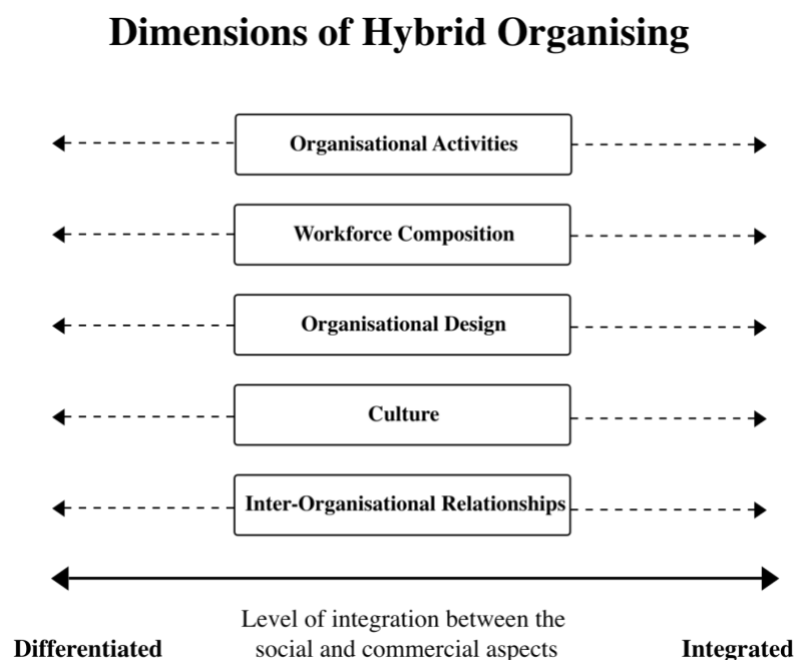 Dimensions of Hybrid Organising
Organisational Activities
Workforce Composition
Organisational Design
Culture
Inter-Organisational Relationships
Level of integration between the
Differentiated social and commercial aspects Integrated